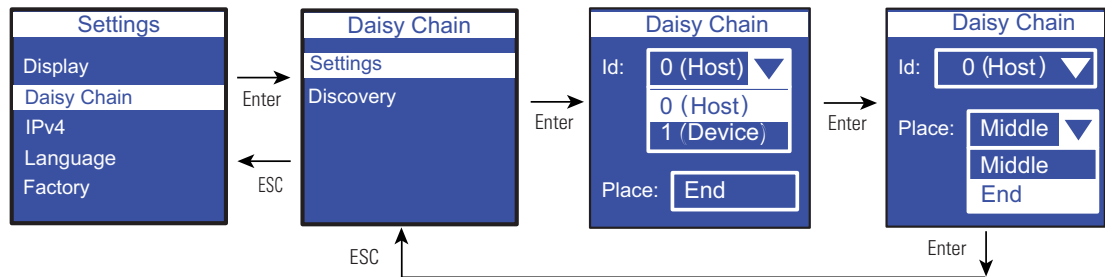 Settings
Display
Daisy Chain
IPv4
Language
Factory
Enter
ESC
Daisy Chain
Settings
Discovery
Enter
Daisy Chain
Id: 0 (Host)
0 (Host)
1 (Device)
Place: End
Enter
Daisy Chain
Id: 0 (Host)
Place: Middle
Middle
End
Enter
ESC